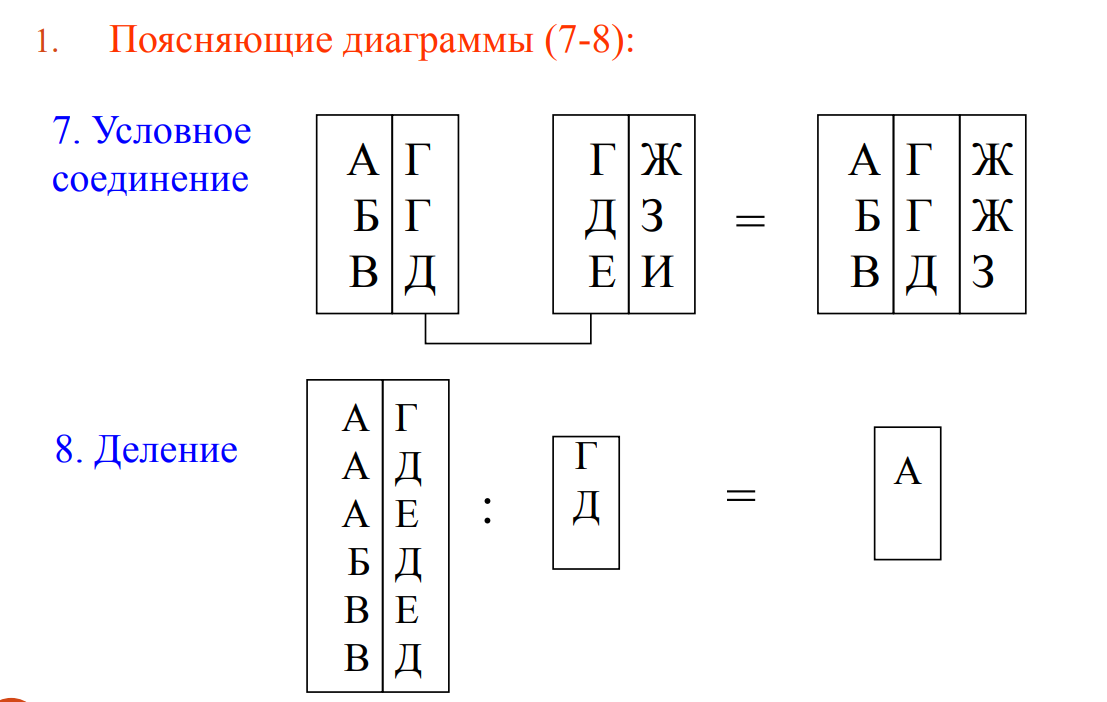 1. Поясняющие диаграммы (7-8):
7. Условное
соединение
А Г Г Ж А Г Ж
Б Г Д З = Б Г Ж
В Д Е И В Д З
8. Деление
А Г
А Д
А Е
Б Д
В Е
В Д
:
Г
Д
=
А